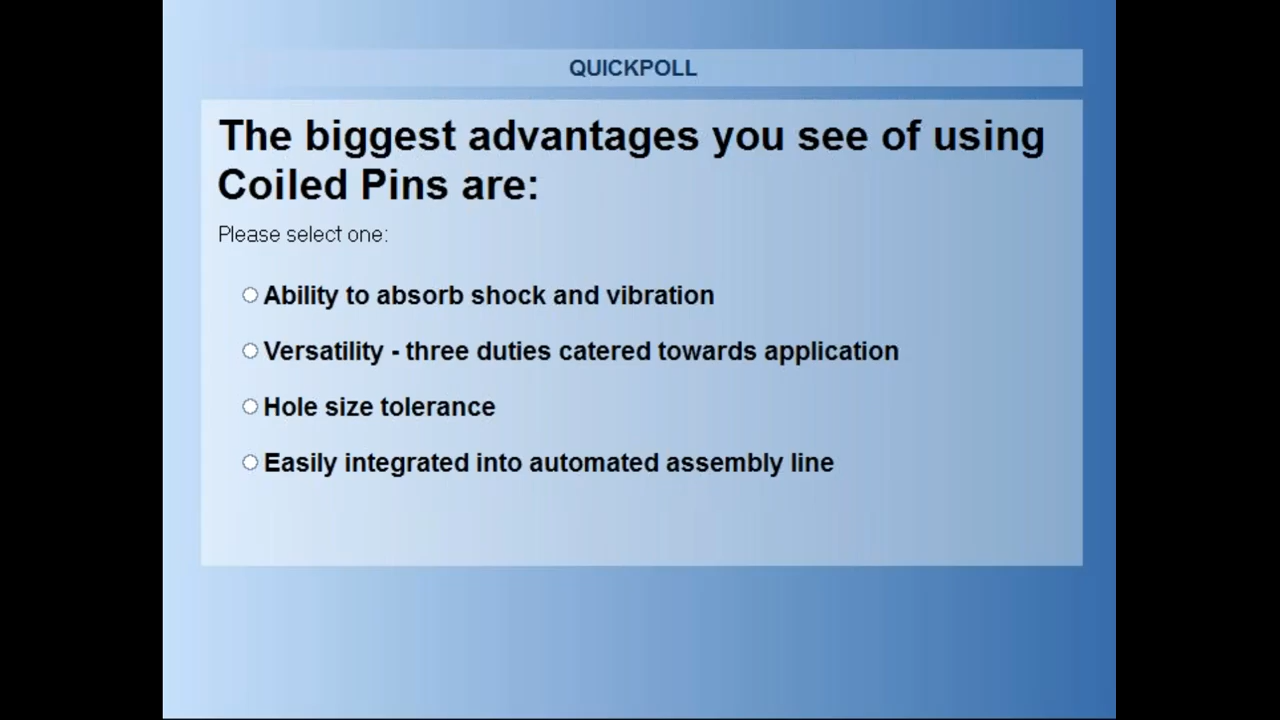 QUICKPOLL
The biggest advantages you see of using
Coiled Pins are:
Please select one:
Ability to absorb shock and vibration
Versatility - three duties catered towards application
Hole size tolerance
Easily integrated into automated assembly line